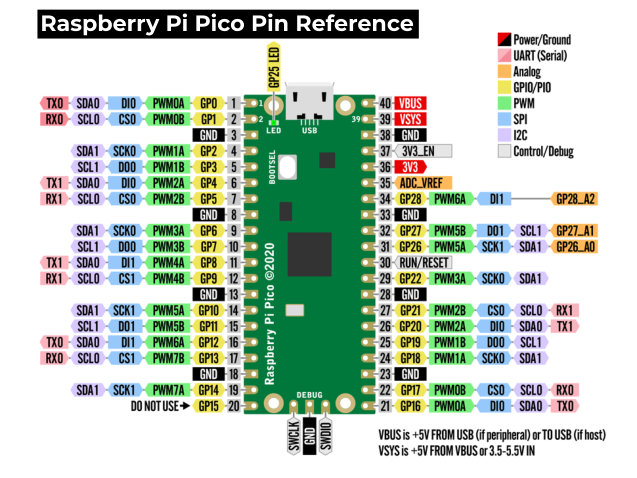 Raspberry Pi Pico Pin Reference
GP25 LED
Power/Ground
UART (Serial)
Analog
GPIO/PIO
PWM
SPI
I2C
Control/Debug
TX0 SDA0 DI0 PWM0A GP0 1
RX0 SCL0 CS0 PWM0B GP1 2
GND 3
SDA1 SCK0 PWM1A GP2 4
SCL1 DO0 PWM1B GP3 5
TX1 SDA0 DI0 PWM2A GP4 6
RX1 SCL0 CS0 PWM2B GP5 7
GND 8
SDA1 SCK0 PWM3A GP6 9
SCL1 DO0 PWM3B GP7 10
TX1 SDA0 DI1 PWM4A GP8 11
RX1 SCL0 CS1 PWM4B GP9 12
GND 13
SDA1 SCK1 PWM5A GP10 14
SCL1 DO1 PWM5B GP11 15
TX0 SDA0 DI1 PWM6A GP12 16
RX0 SCL0 CS1 PWM7B GP13 17
GND 18
SDA1 SCK1 PWM7A GP14 19
DO NOT USE→ GP15 20
1
2
LED
USB
39
BOOTSEL
Raspberry Pi Pico ©2020
DEBUG
SWCLK
GND
SWDIO
40 VBUS
39 VSYS
38 GND
37 3V3_EN
36 3V3
35 ADC_VREF
34 GP28 PWM6A DI1 GP28_A2
33 GND
32 GP27 PWM5B DO1 SCL1 GP27_A1
31 GP26 PWM5A SCK1 SDA1 GP26_A0
30 RUN/RESET
29 GP22 PWM3A SCK0 SDA1
28 GND
27 GP21 PWM2B CS0 SCL0 RX1
26 GP20 PWM2A DI0 SDA0 TX1
25 GP19 PWM1B DO0 SCL1
24 GP18 PWM1A SCK0 SDA1
23 GND
22 GP17 PWM0B CS0 SCL0 RX0
21 GP16 PWM0A DI0 SDA0 TX0
VBUS is +5V FROM USB (if peripheral) or TO USB (if host)
VSYS is +5V FROM VBUS or 3.5-5.5V IN